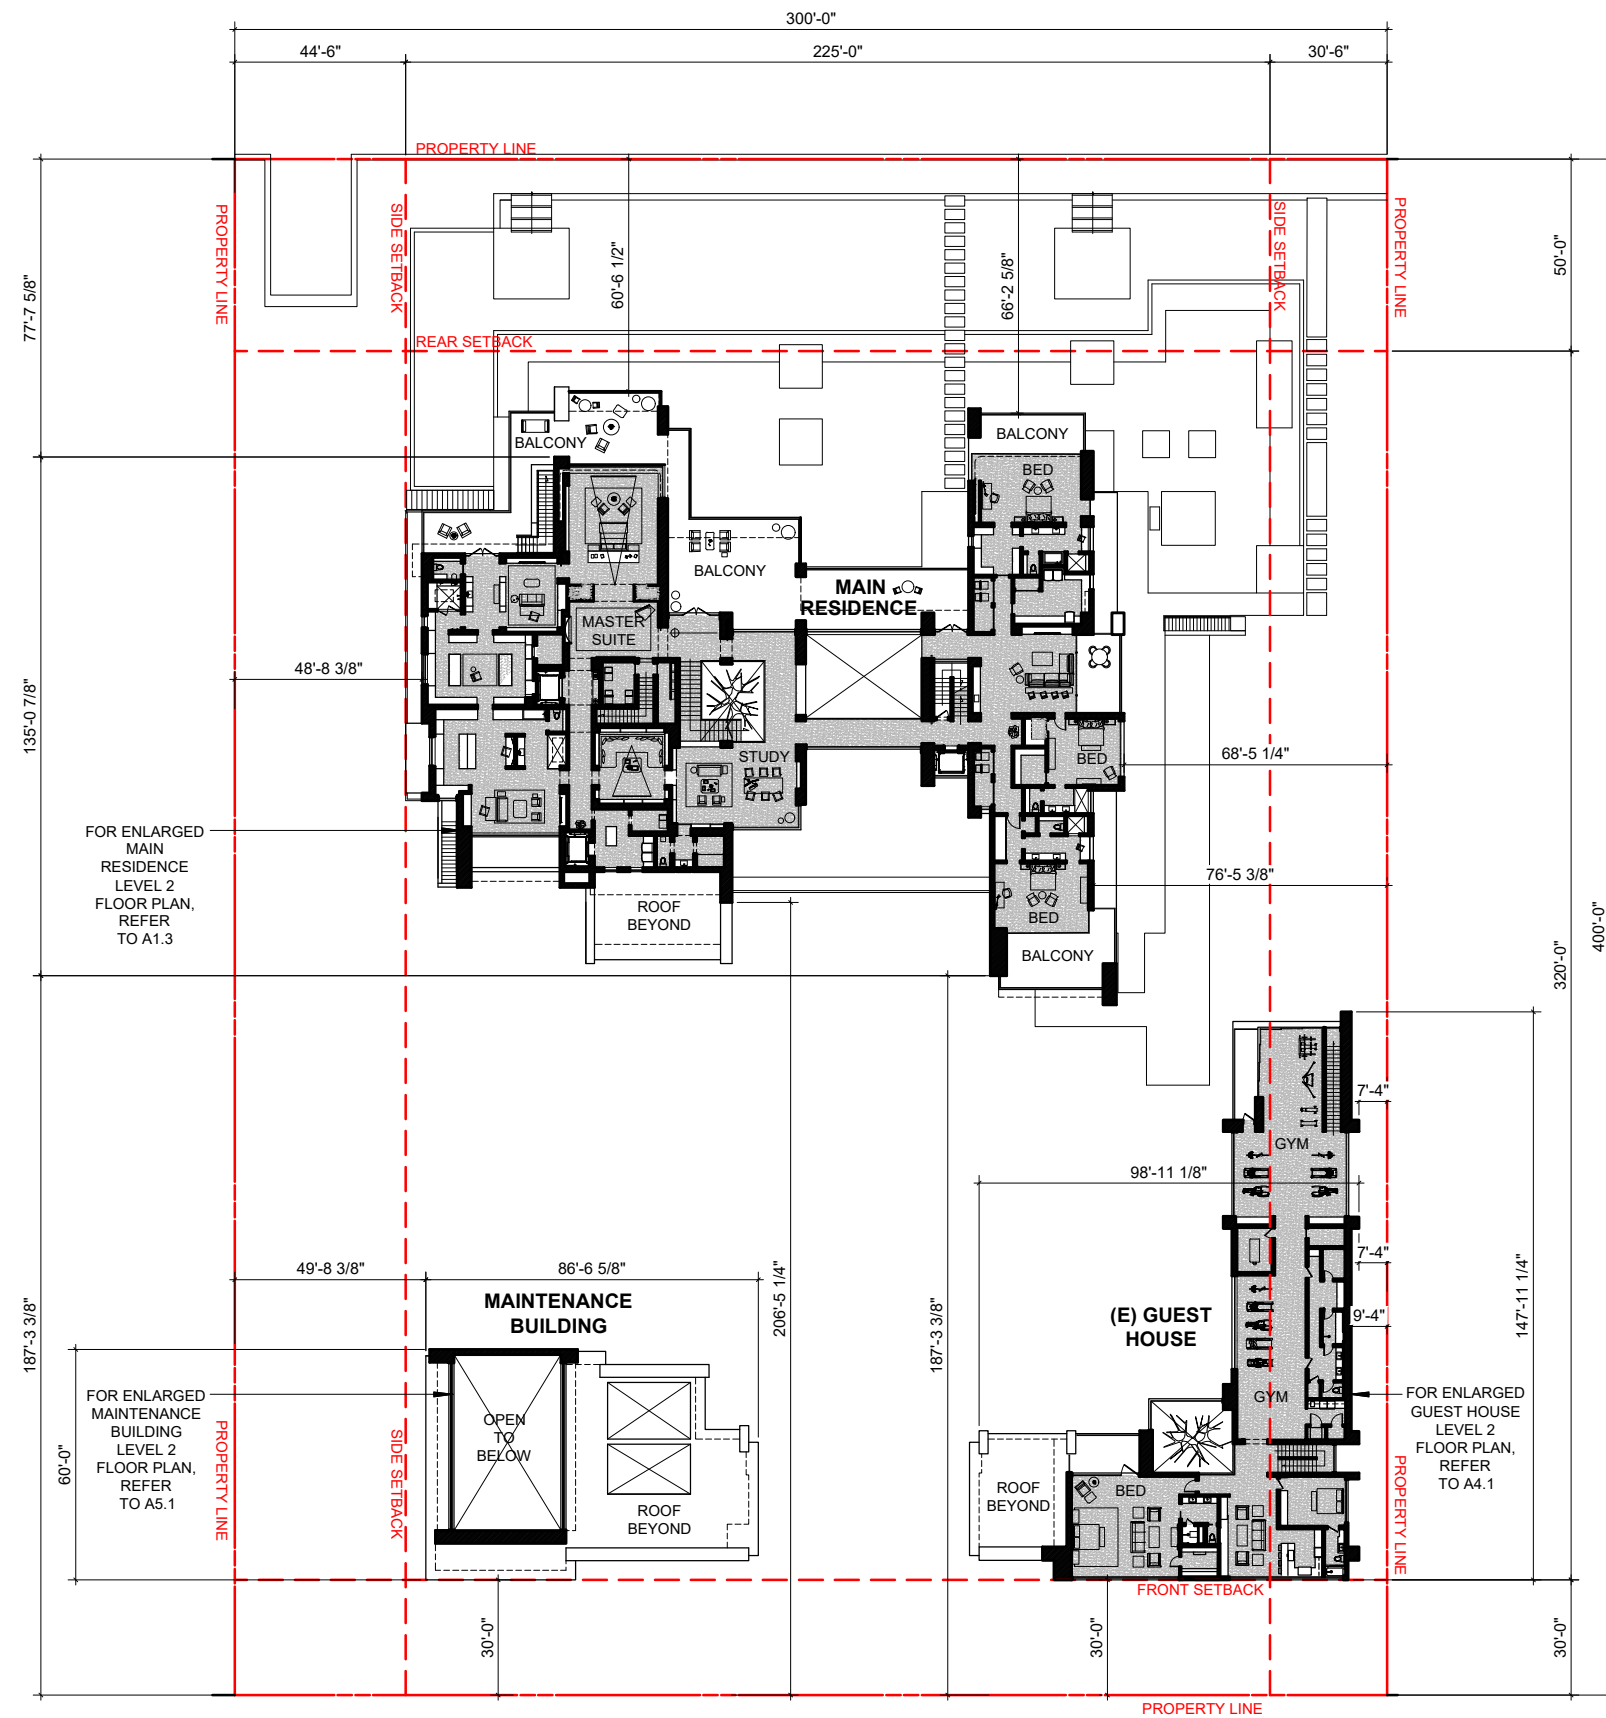 300'-0"
44'-6"
225'-0"
30'-6"
PROPERTY LINE
PROPERTY LINE
SIDE SETBACK
SIDE SETBACK
PROPERTY LINE
77'-7 5/8"
60'-6 1/2"
66'-2 5/8"
50'-0"
REAR SETBACK
BALCONY
BALCONY
BED
BALCONY
MAIN
RESIDENCE
MASTER
SUITE
48'-8 3/8"
135'-0 7/8"
STUDY
BED
68'-5 1/4"
FOR ENLARGED
MAIN
RESIDENCE
LEVEL 2
FLOOR PLAN,
REFER
TO A1.3
76'-5 3/8"
ROOF
BEYOND
BED
BALCONY
400'-0"
320'-0"
7'-4"
GYM
98'-11 1/8"
7'-4"
49'-8 3/8"
86'-6 5/8"
206'-5 1/4"
187'-3 3/8"
187'-3 3/8"
147'-11 1/4"
MAINTENANCE
BUILDING
(E) GUEST
HOUSE
9'-4"
FOR ENLARGED
MAINTENANCE
BUILDING
LEVEL 2
FLOOR PLAN,
REFER
TO A5.1
60'-0"
OPEN
TO
BELOW
GYM
FOR ENLARGED
GUEST HOUSE
LEVEL 2
FLOOR PLAN,
REFER
TO A4.1
PROPERTY LINE
SIDE SETBACK
PROPERTY LINE
ROOF
BEYOND
ROOF
BEYOND
BED
FRONT SETBACK
30'-0"
30'-0"
30'-0"
PROPERTY LINE